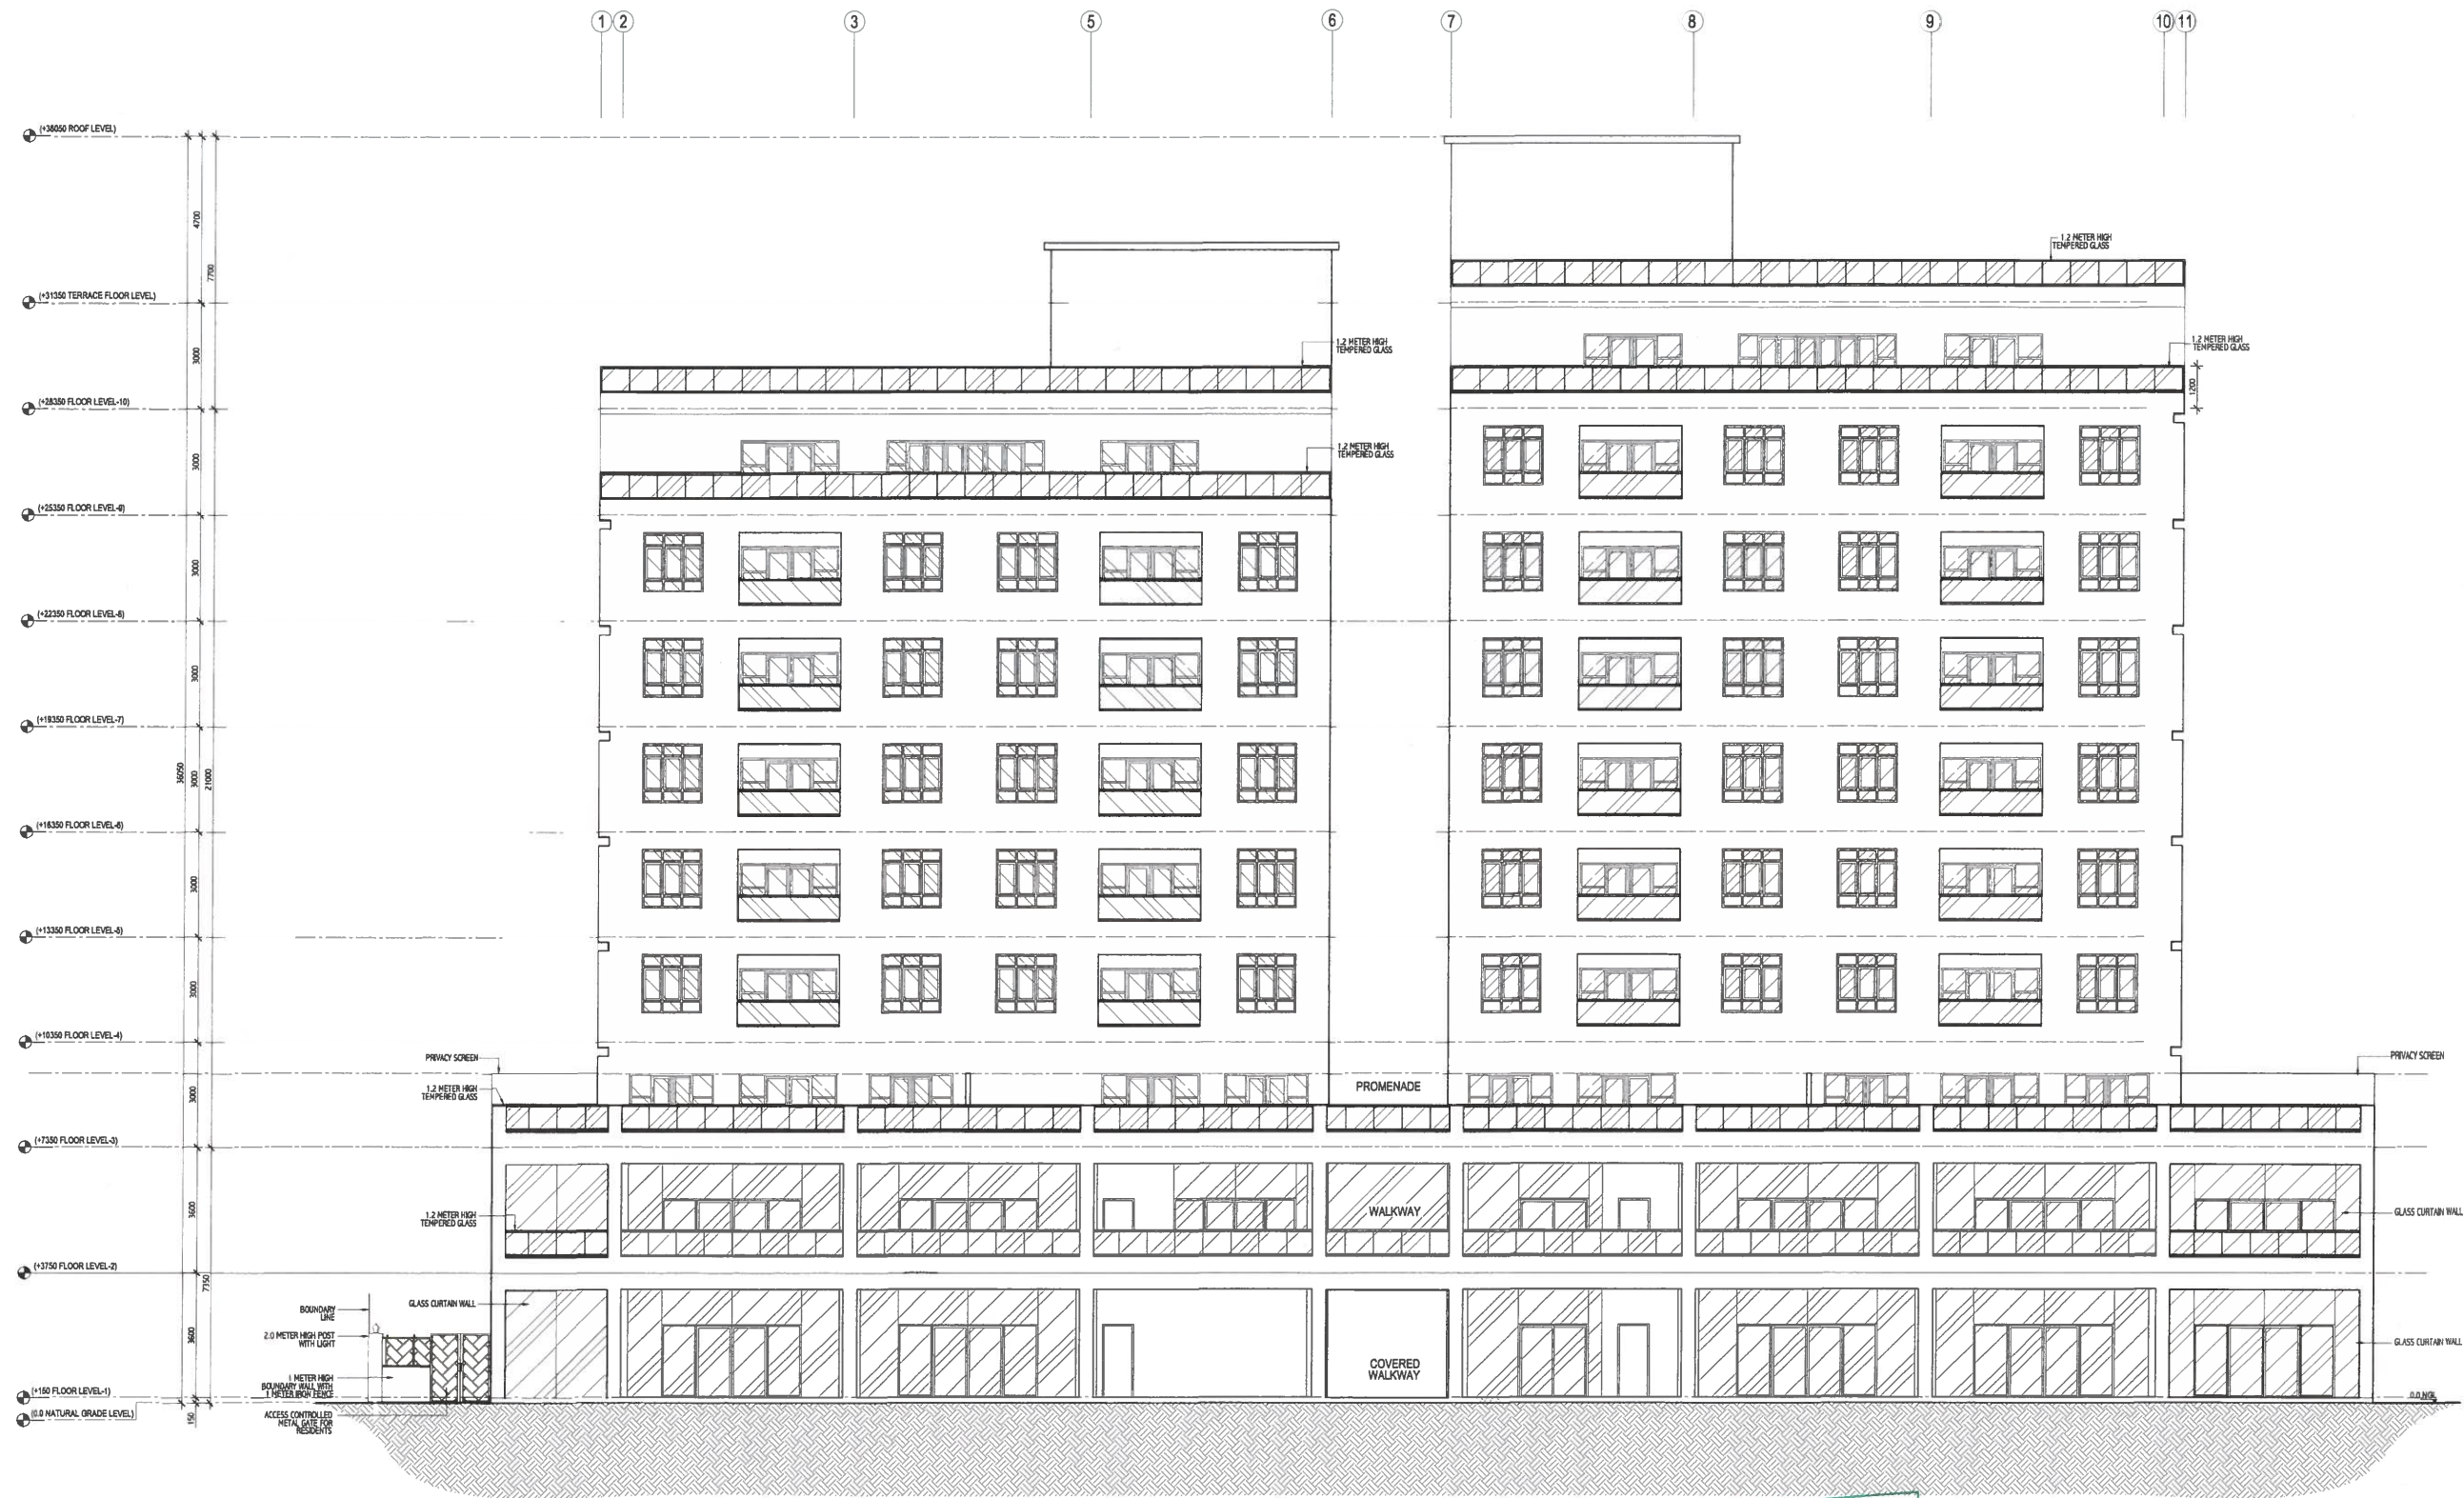 1 2 3 5 6 7 8 9 10 11
(+36050 ROOF LEVEL)
4700
7700
1.2 METER HIGH
TEMPERED GLASS
(+31350 TERRACE FLOOR LEVEL)
3000
1.2 METER HIGH
TEMPERED GLASS
1.2 METER HIGH
TEMPERED GLASS
1200
(+28350 FLOOR LEVEL-10)
3000
1.2 METER HIGH
TEMPERED GLASS
(+25350 FLOOR LEVEL-9)
3000
(+22350 FLOOR LEVEL-8)
3000
(+19350 FLOOR LEVEL-7)
36050
3000
21000
(+16350 FLOOR LEVEL-6)
3000
(+13350 FLOOR LEVEL-5)
3000
(+10350 FLOOR LEVEL-4)
PRIVACY SCREEN
PRIVACY SCREEN
3000
1.2 METER HIGH
TEMPERED GLASS
PROMENADE
(+7350 FLOOR LEVEL-3)
3600
1.2 METER HIGH
TEMPERED GLASS
WALKWAY
GLASS CURTAIN WALL
(+3750 FLOOR LEVEL-2)
7350
3600
BOUNDARY
LINE
GLASS CURTAIN WALL
2.0 METER HIGH POST
WITH LIGHT
GLASS CURTAIN WALL
1 METER HIGH
BOUNDARY WALL WITH
1 METER IRON FENCE
COVERED
WALKWAY
(+150 FLOOR LEVEL-1)
0.0 NGL
(0.0 NATURAL GRADE LEVEL)
150
ACCESS CONTROLLED
METAL GATE FOR
RESIDENTS